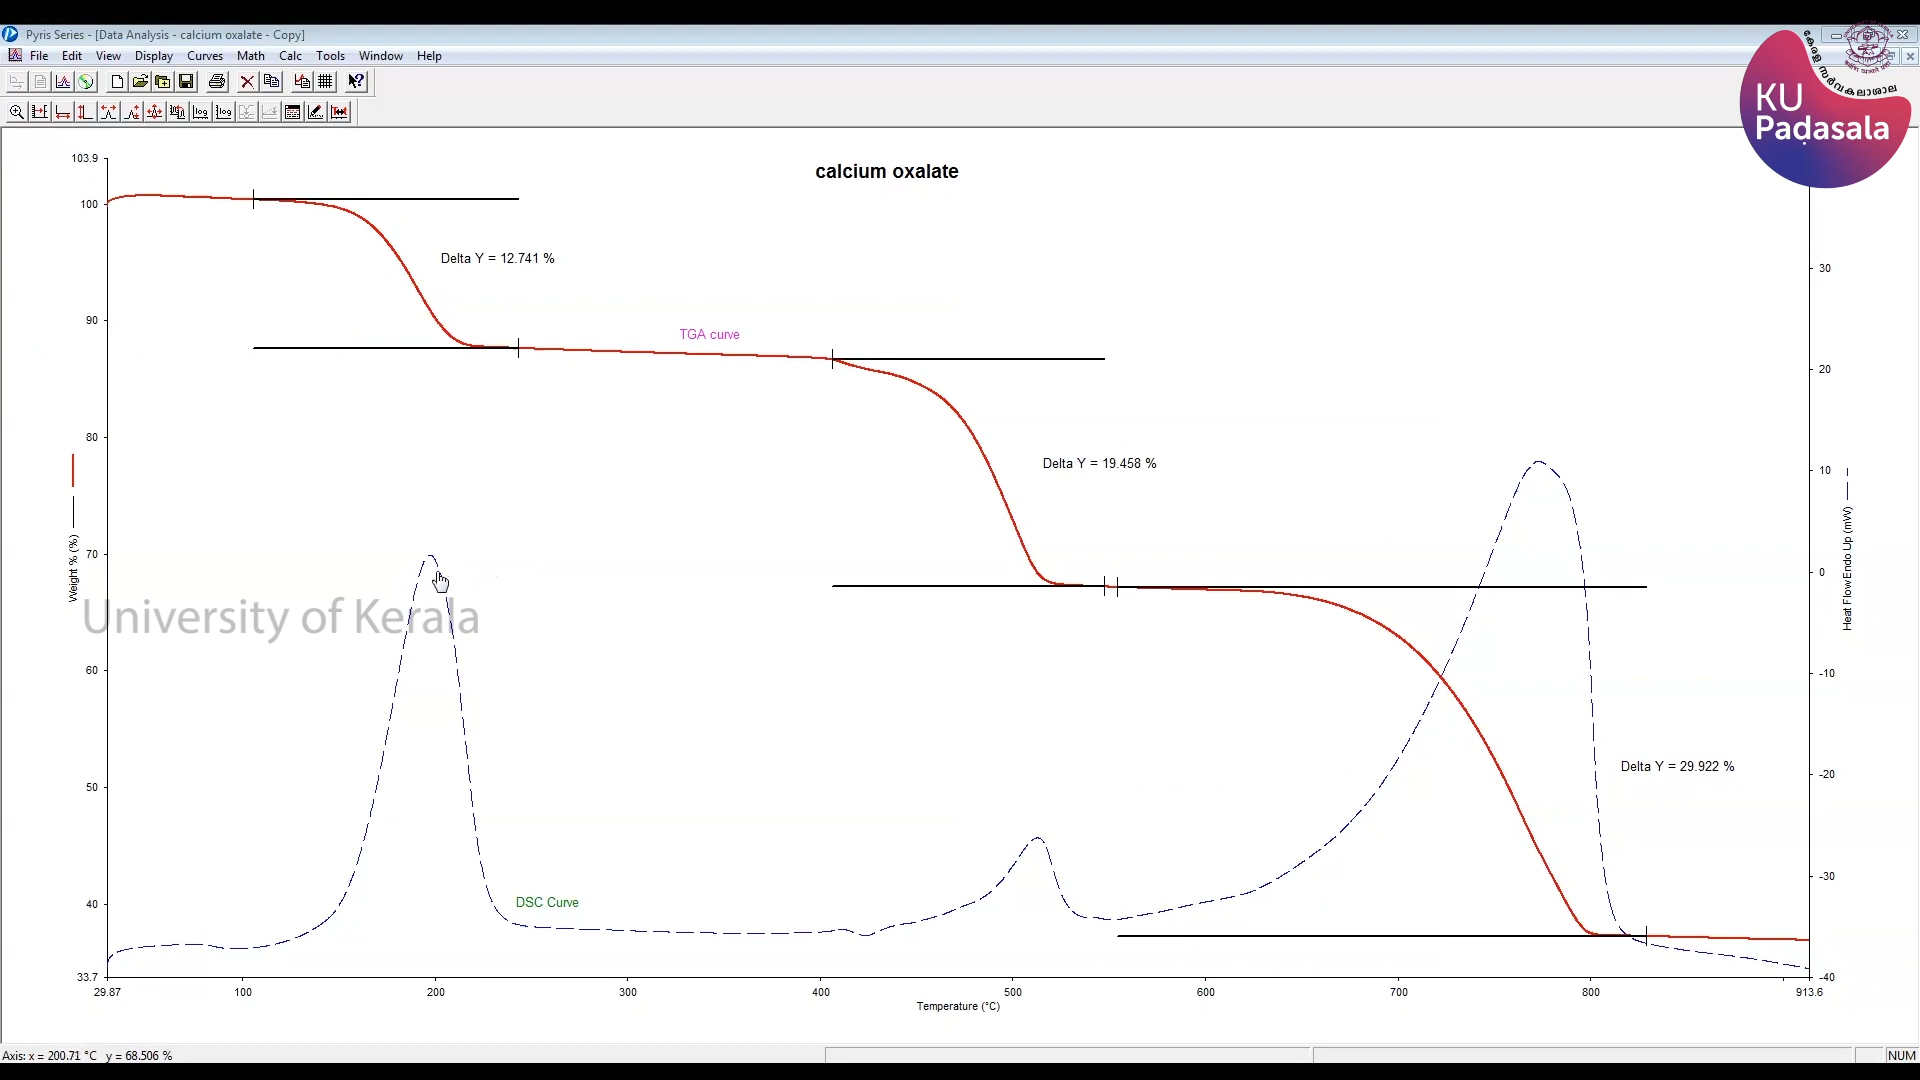 Pyris Series - [Data Analysis - calcium oxalate - Copy]
File Edit View Display Curves Math Calc Tools Window Help
കേരള സർവകലാശാല
KU
Padasala
calcium oxalate
103.9
100
90
80
70
60
50
40
33.7
Weight % (%)
Delta Y = 12.741 %
TGA curve
Delta Y = 19.458 %
Delta Y = 29.922 %
DSC Curve
University of Kerala
30
20
10
0
-10
-20
-30
-40
Heat Flow Endo Up (mW)
29.87 100 200 300 400 500 600 700 800 913.6
Temperature (°C)
Axis: x = 200.71 °C y = 68.506 %
NUM